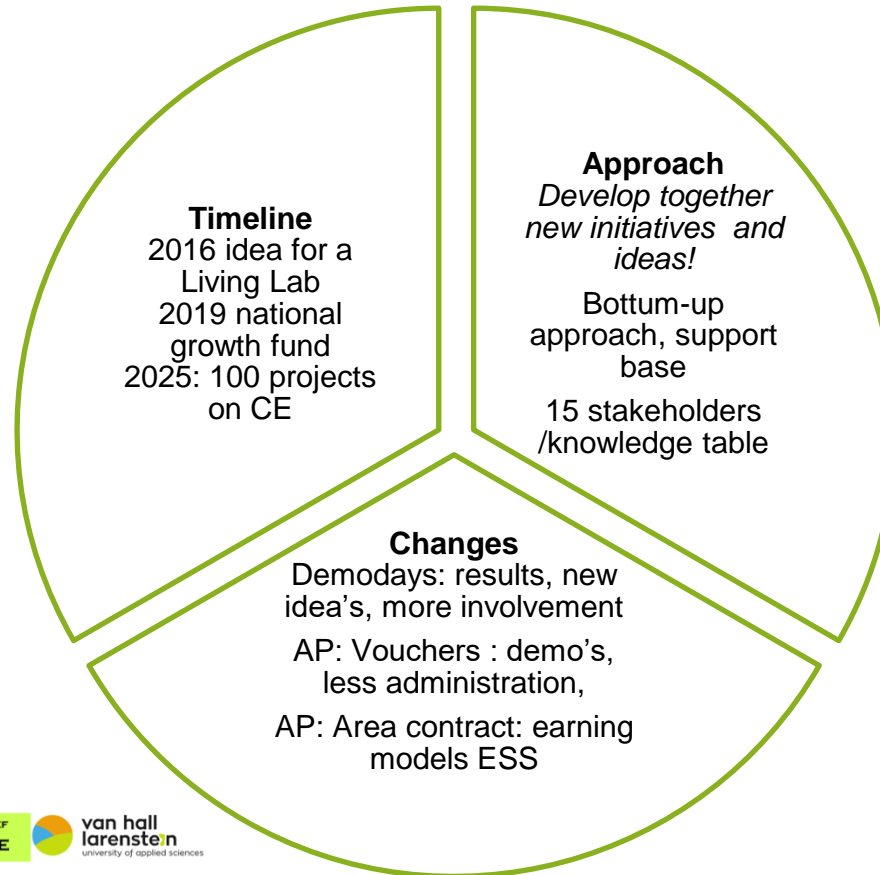 Timeline
2016 idea for a
Living Lab
2019 national
growth fund
2025: 100 projects
on CE
Approach
Develop together
new initiatives  and
ideas!
Bottum-up
approach, support
base
15 stakeholders
/knowledge table
Changes
Demodays: results, new
idea's, more involvement
AP: Vouchers : demo's,
less administration,
AP: Area contract: earning
models ESS
van hall
larenstein
university of applied sciences